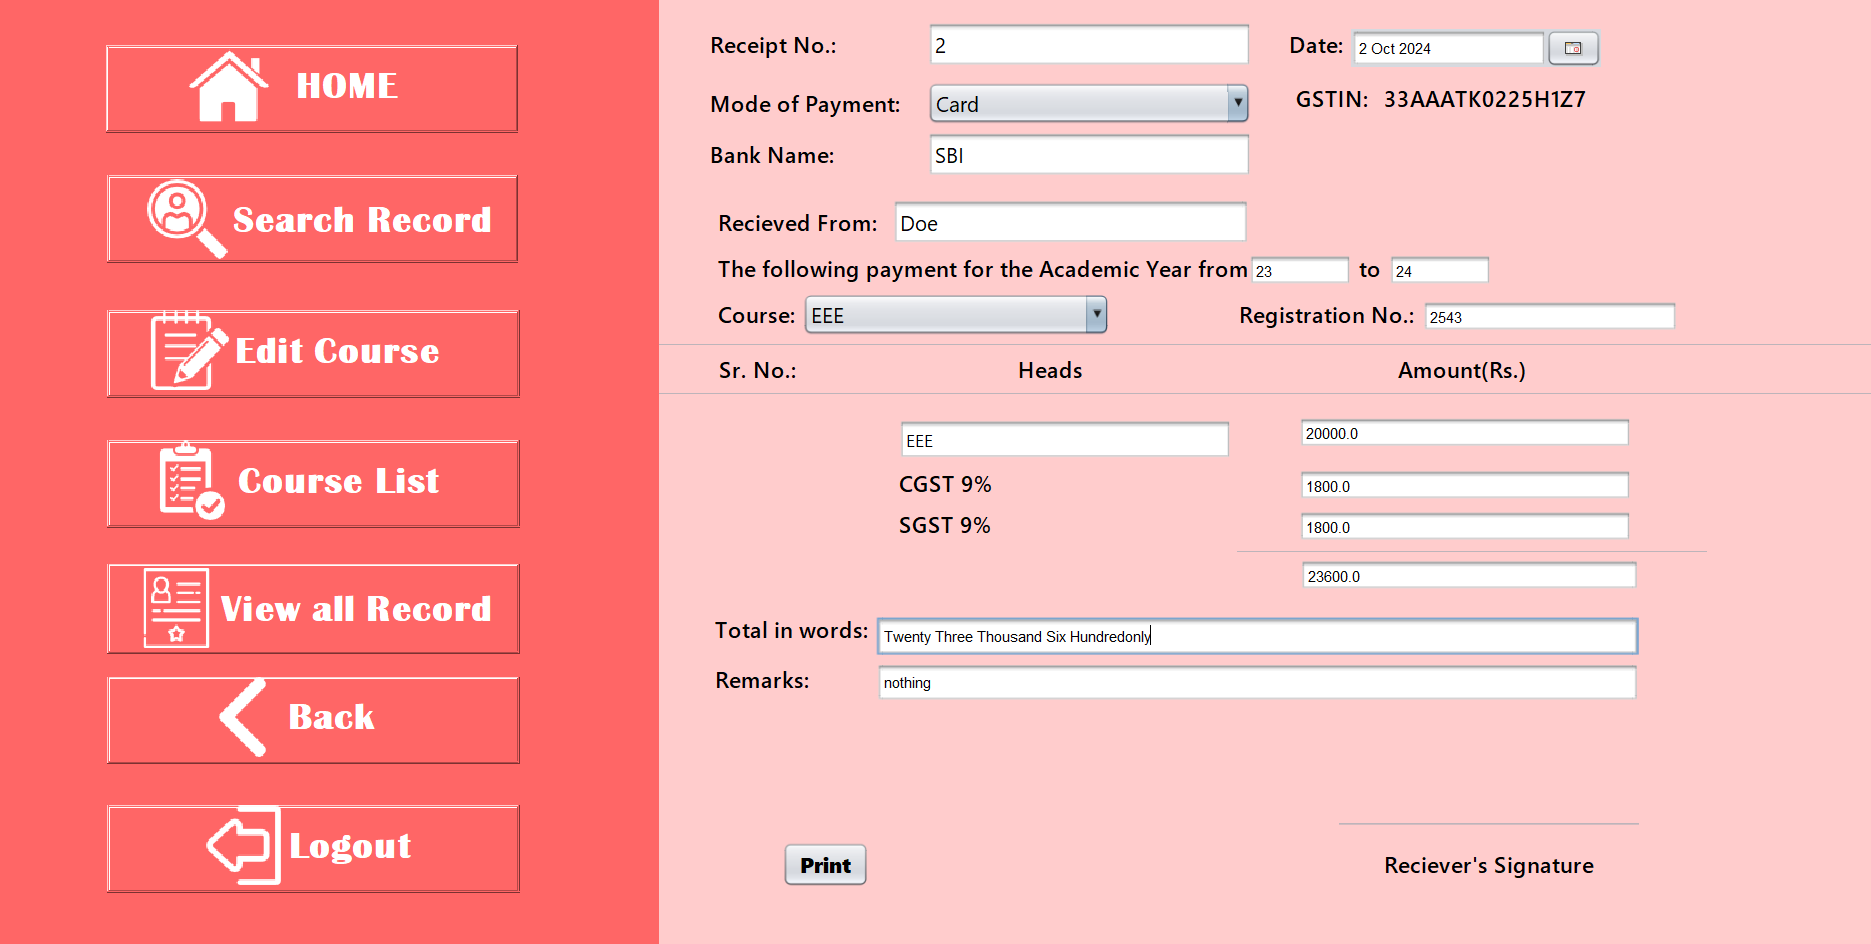 HOME
Search Record
Edit Course
Course List
View all Record
Back
Logout
Receipt No.: 2 Date: 2 Oct 2024
Mode of Payment: Card GSTIN: 33AAATK0225H1Z7
Bank Name: SBI
Recieved From: Doe
The following payment for the Academic Year from 23 to 24
Course: EEE Registration No.: 2543
Sr. No.: Heads Amount(Rs.)
EEE 20000.0
CGST 9% 1800.0
SGST 9% 1800.0
23600.0
Total in words: Twenty Three Thousand Six Hundredonly
Remarks: nothing
Print Reciever's Signature